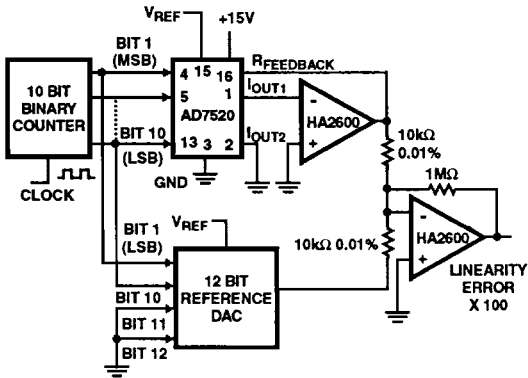 VREF
+15V
BIT 1
(MSB)
4
15
16
RFEEDBACK
10 BIT
BINARY
COUNTER
5
AD7520
1
IOUT1
-
HA2600
+
BIT 10
(LSB)
13
3
2
IOUT2
10kΩ
0.01%
CLOCK
GND
1MΩ
BIT 1
(LSB)
VREF
-
HA2600
+
10kΩ 0.01%
12 BIT
REFERENCE
DAC
LINEARITY
ERROR
X 100
BIT 10
BIT 11
BIT 12